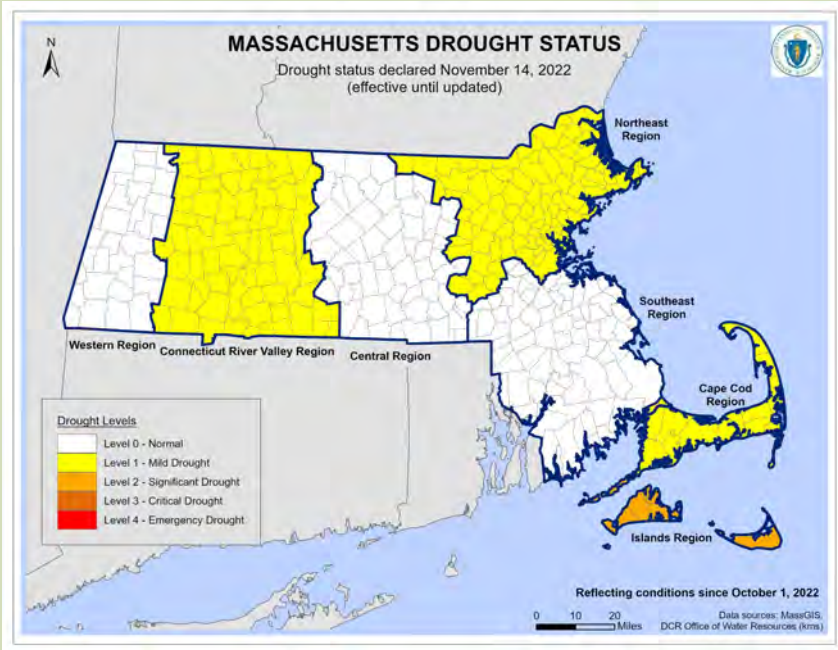 N
MASSACHUSETTS DROUGHT STATUS
Drought status declared November 14, 2022
(effective until updated)
Northeast
Region
Southeast
Region
Western Region
Connecticut River Valley Region
Central Region
Cape Cod
Region
Drought Levels
Level 0 - Normal
Level 1 - Mild Drought
Level 2 - Significant Drought
Level 3 - Critical Drought
Level 4 - Emergency Drought
Islands Region
Reflecting conditions since October 1, 2022
0 10 20
Miles
Data sources: MassGIS,
DCR Office of Water Resources (kms)